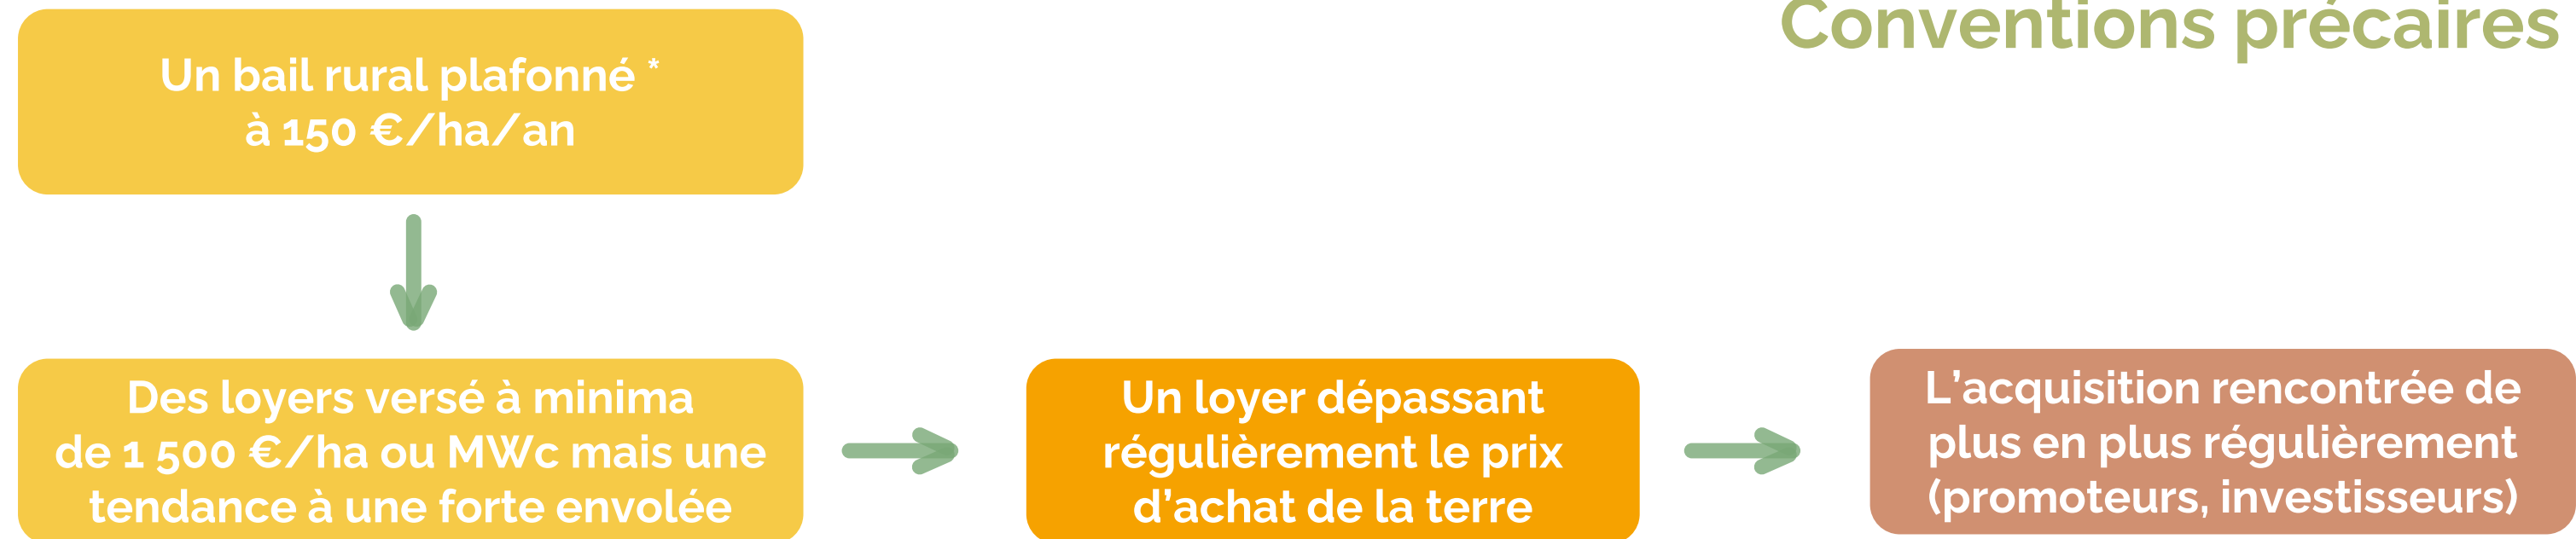 Conventions précaires
Un bail rural plafonné *
à 150 €/ha/an
Des loyers versé à minima
de 1 500 €/ha ou MWc mais une
tendance à une forte envolée
Un loyer dépassant
régulièrement le prix
d’achat de la terre
L’acquisition rencontrée de
plus en plus régulièrement
(promoteurs, investisseurs)